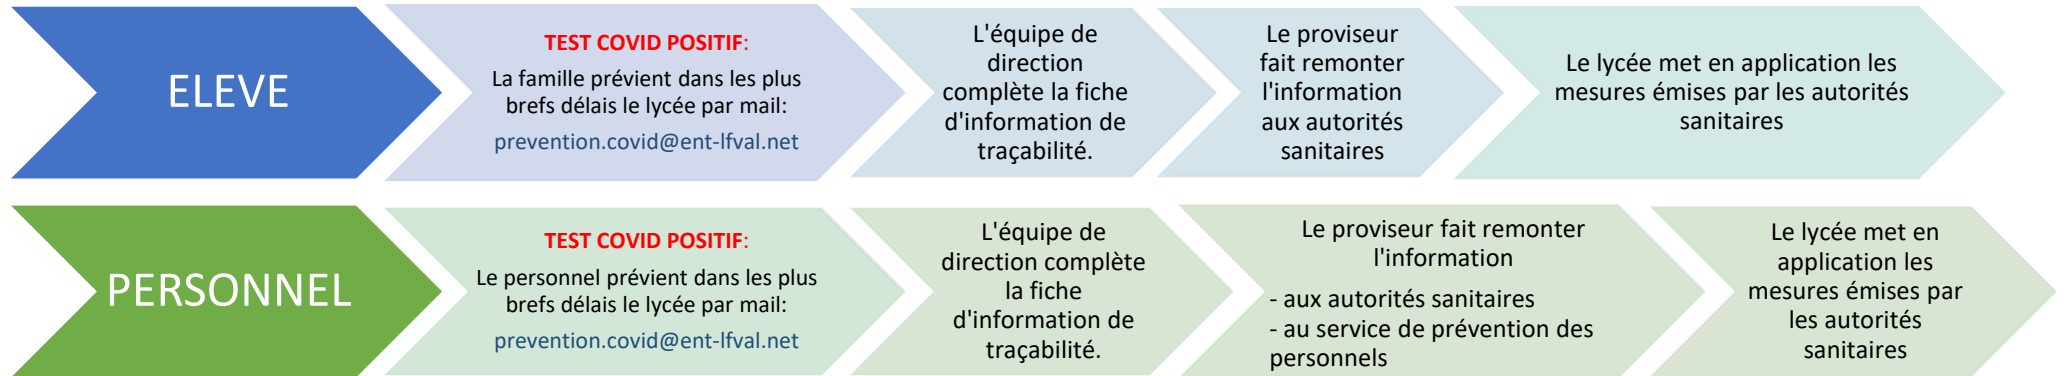 ELEVE
TEST COVID POSITIF:
La famille prévient dans les plus
brefs délais le lycée par mail:
prevention.covid@ent-lfval.net
L'équipe de
direction
complète la fiche
d'information de
traçabilité.
Le proviseur
fait remonter
l'information
aux autorités
sanitaires
Le lycée met en application les
mesures émises par les autorités
sanitaires
PERSONNEL
TEST COVID POSITIF:
Le personnel prévient dans les plus
brefs délais le lycée par mail:
prevention.covid@ent-lfval.net
L'équipe de
direction complète
la fiche
d'information de
traçabilité.
Le proviseur fait remonter
l'information
- aux autorités sanitaires
- au service de prévention des
personnels
Le lycée met en
application les
mesures émises par
les autorités
sanitaires